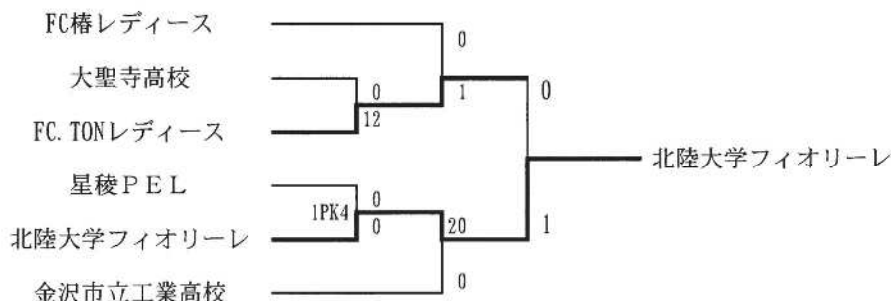 FC椿レディース
0
大聖寺高校
0
1
0
12
FC.TONレディース
北陸大学フィオリーレ
星稜ＰＥＬ
0
1PK4
0
20
1
北陸大学フィオリーレ
0
金沢市立工業高校